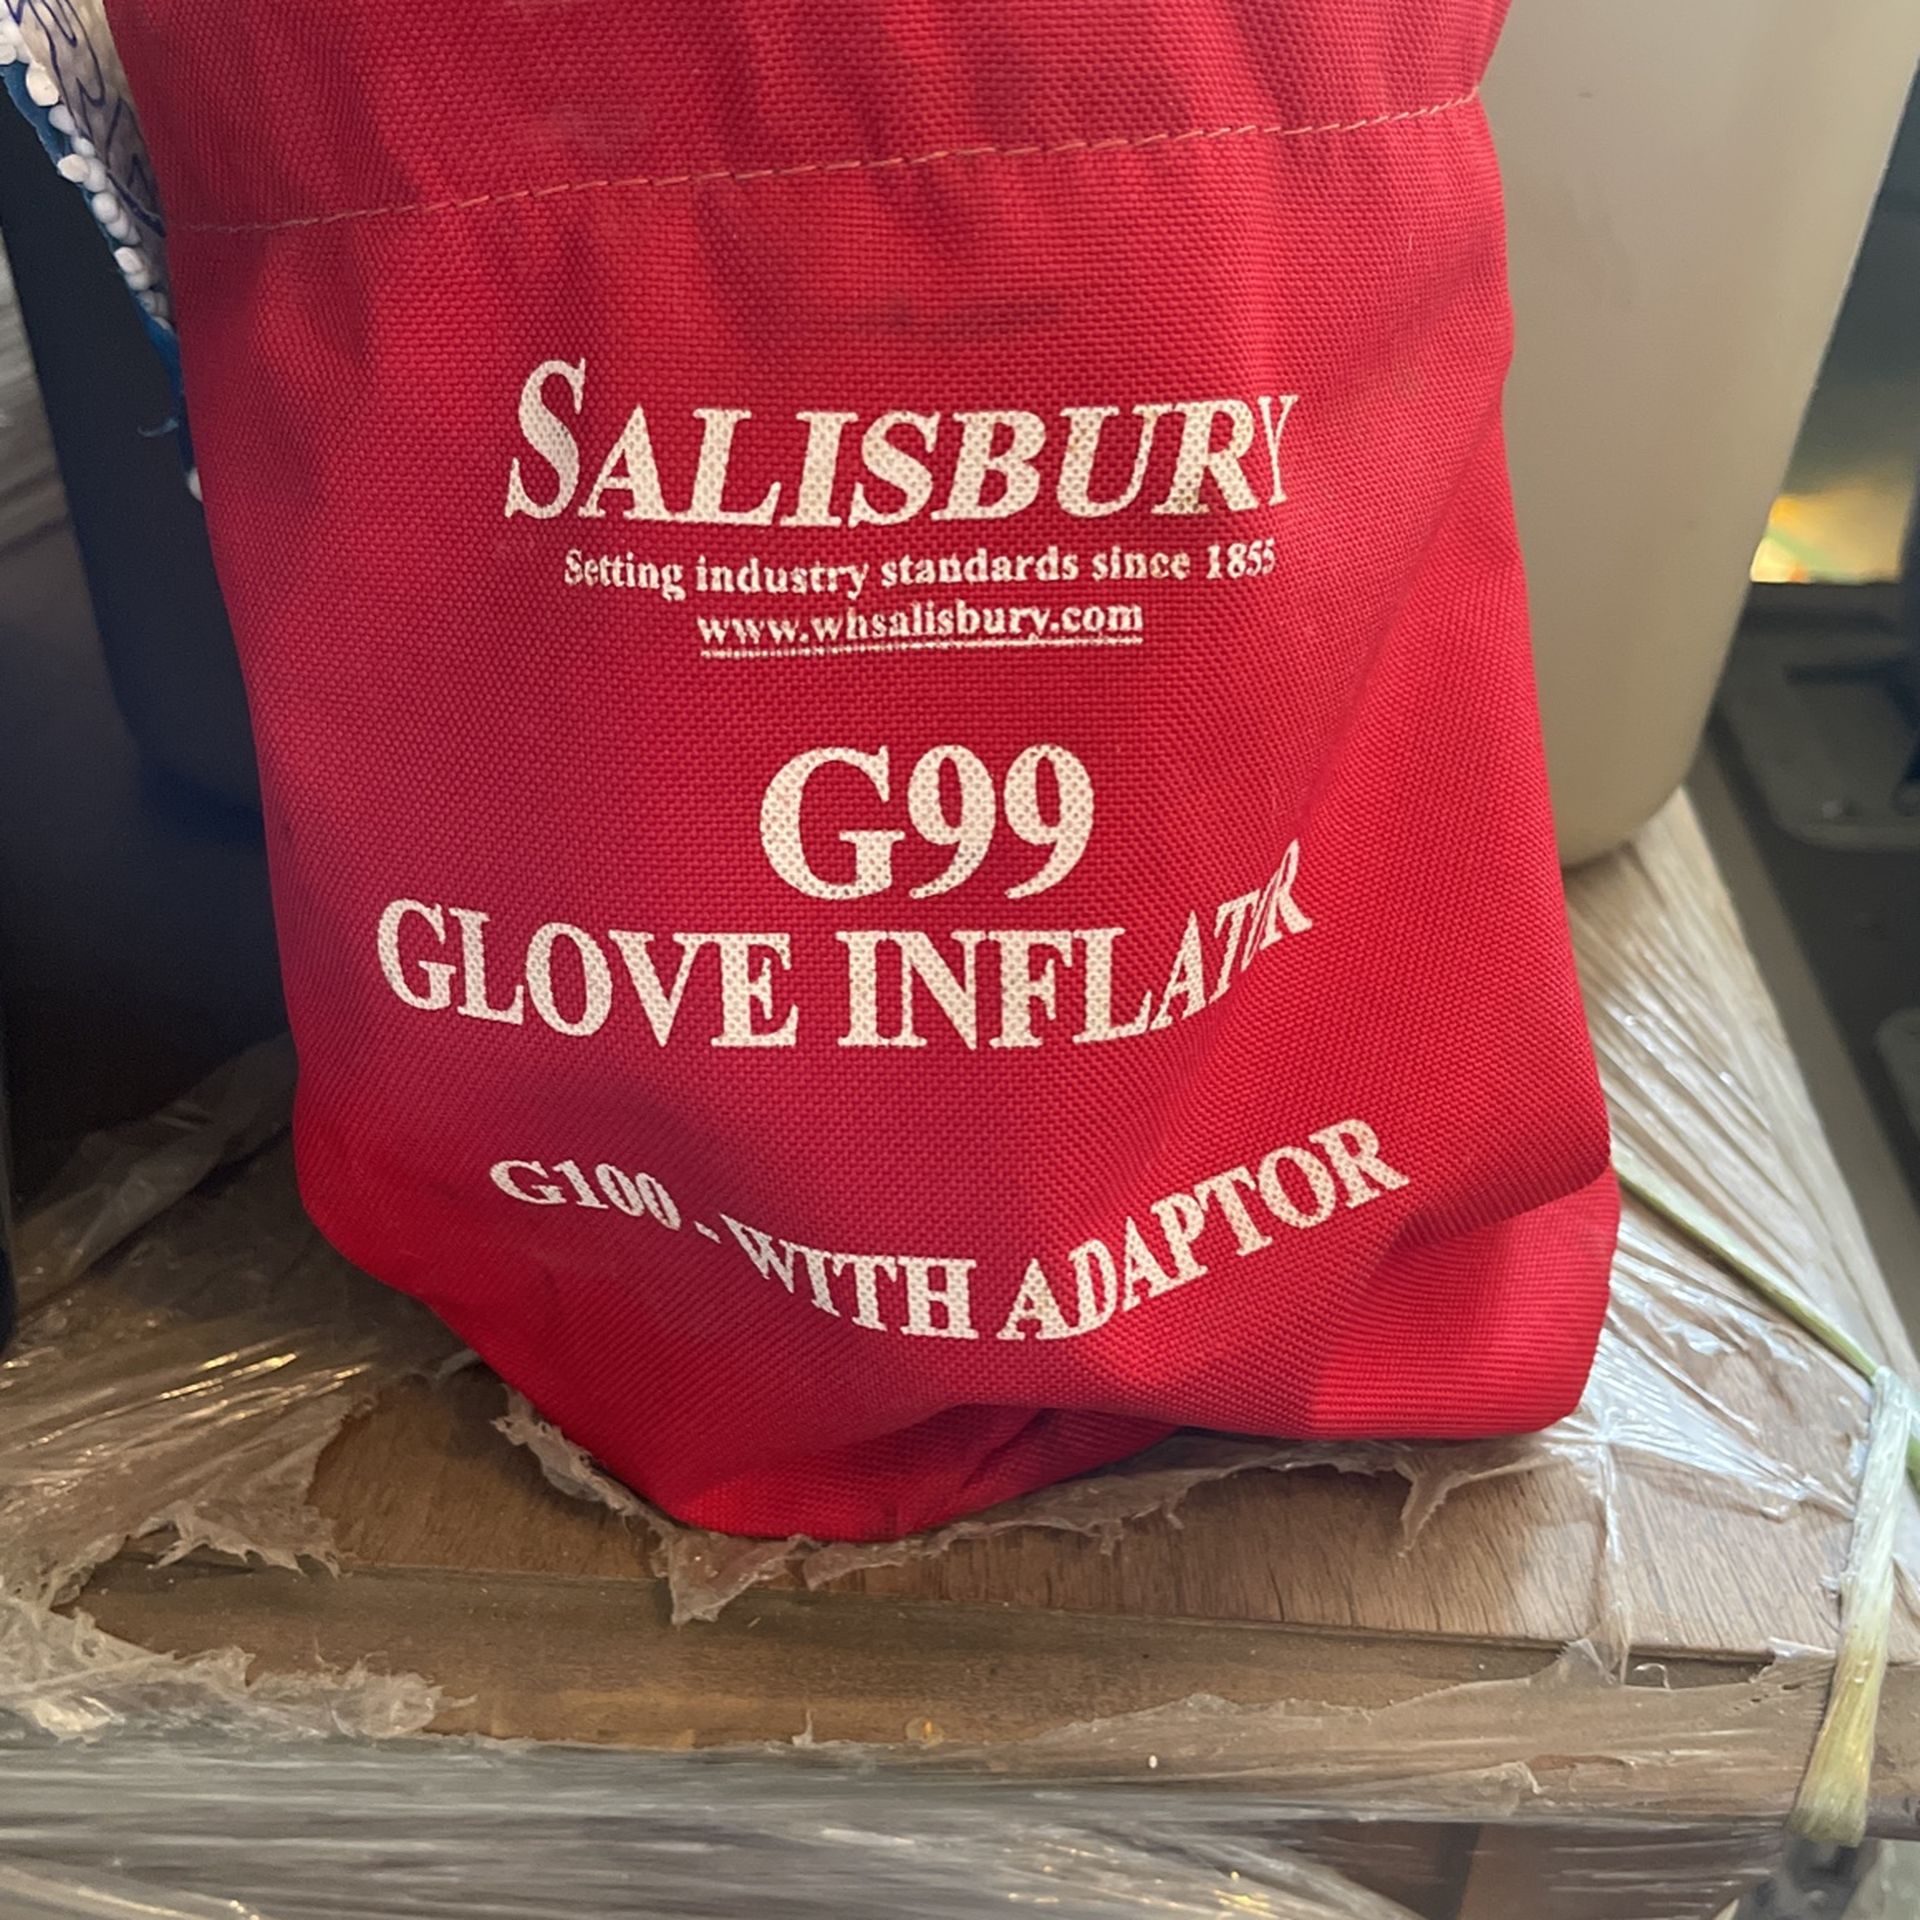 SALISBURY
Setting industry standards since 1855
www.whsalisbury.com
G99
GLOVE INFLATOR
G100 - WITH ADAPTOR